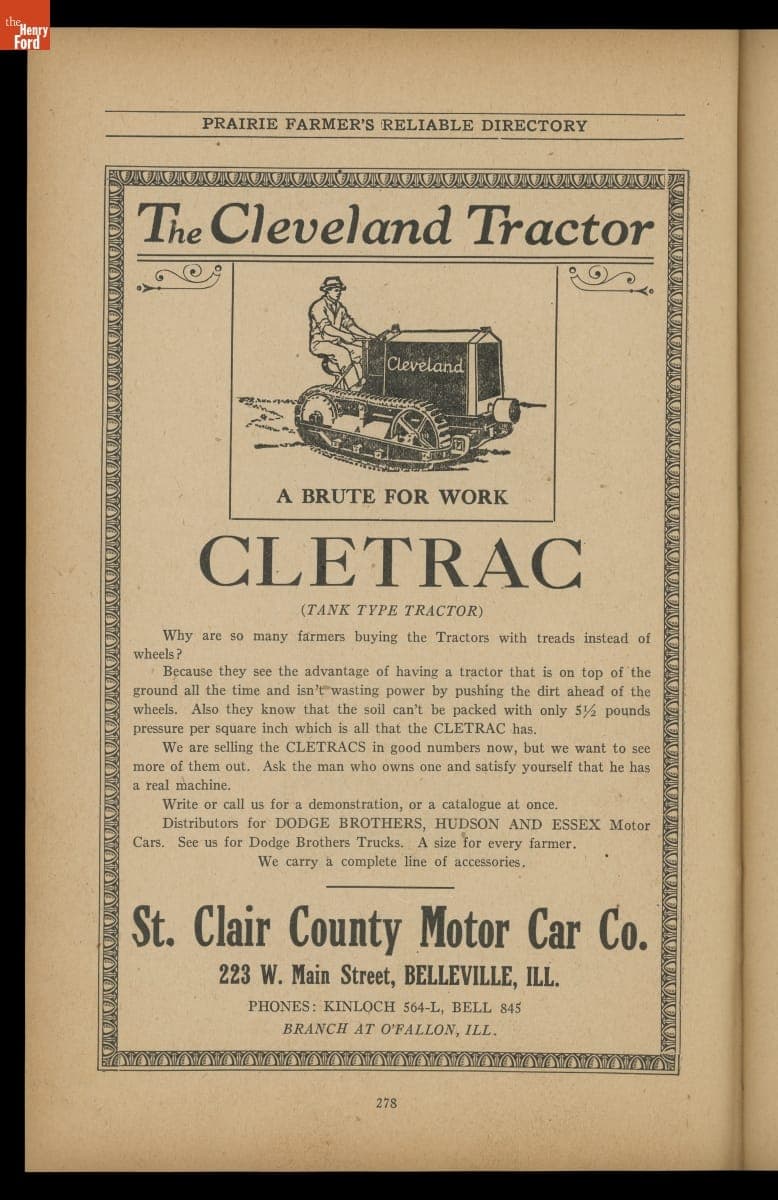 the
Henry
Ford
PRAIRIE FARMER'S RELIABLE DIRECTORY
The Cleveland Tractor
Cleveland
A BRUTE FOR WORK
CLETRAC
(TANK TYPE TRACTOR)
Why are so many farmers buying the Tractors with treads instead of
wheels?
Because they see the advantage of having a tractor that is on top of the
ground all the time and isn't wasting power by pushing the dirt ahead of the
wheels. Also they know that the soil can't be packed with only 5½ pounds
pressure per square inch which is all that the CLETRAC has.
We are selling the CLETRACS in good numbers now, but we want to see
more of them out. Ask the man who owns one and satisfy yourself that he has
a real machine.
Write or call us for a demonstration, or a catalogue at once.
Distributors for DODGE BROTHERS, HUDSON AND ESSEX Motor
Cars. See us for Dodge Brothers Trucks. A size for every farmer.
We carry a complete line of accessories.
St. Clair County Motor Car Co.
223 W. Main Street, BELLEVILLE, ILL.
PHONES: KINLOCH 564-L, BELL 845
BRANCH AT O'FALLON, ILL.
278